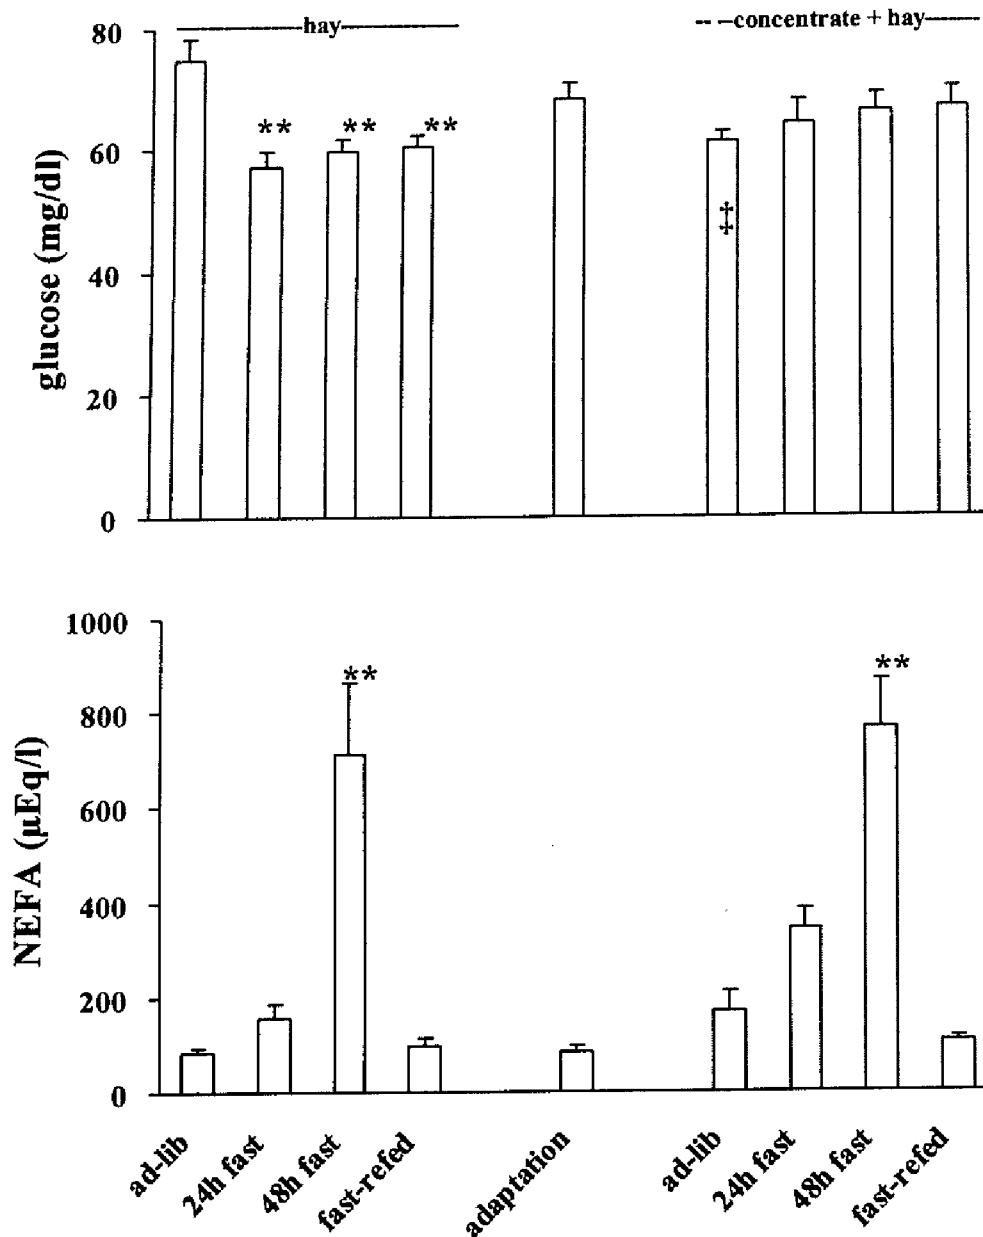 hay
concentrate + hay
80
60
40
20
0
glucose (mg/dl)
**
**
**
‡
1000
800
600
400
200
0
NEFA (µEq/l)
**
**
ad-lib
24h fast
48h fast
fast-refed
adaptation
ad-lib
24h fast
48h fast
fast-refed